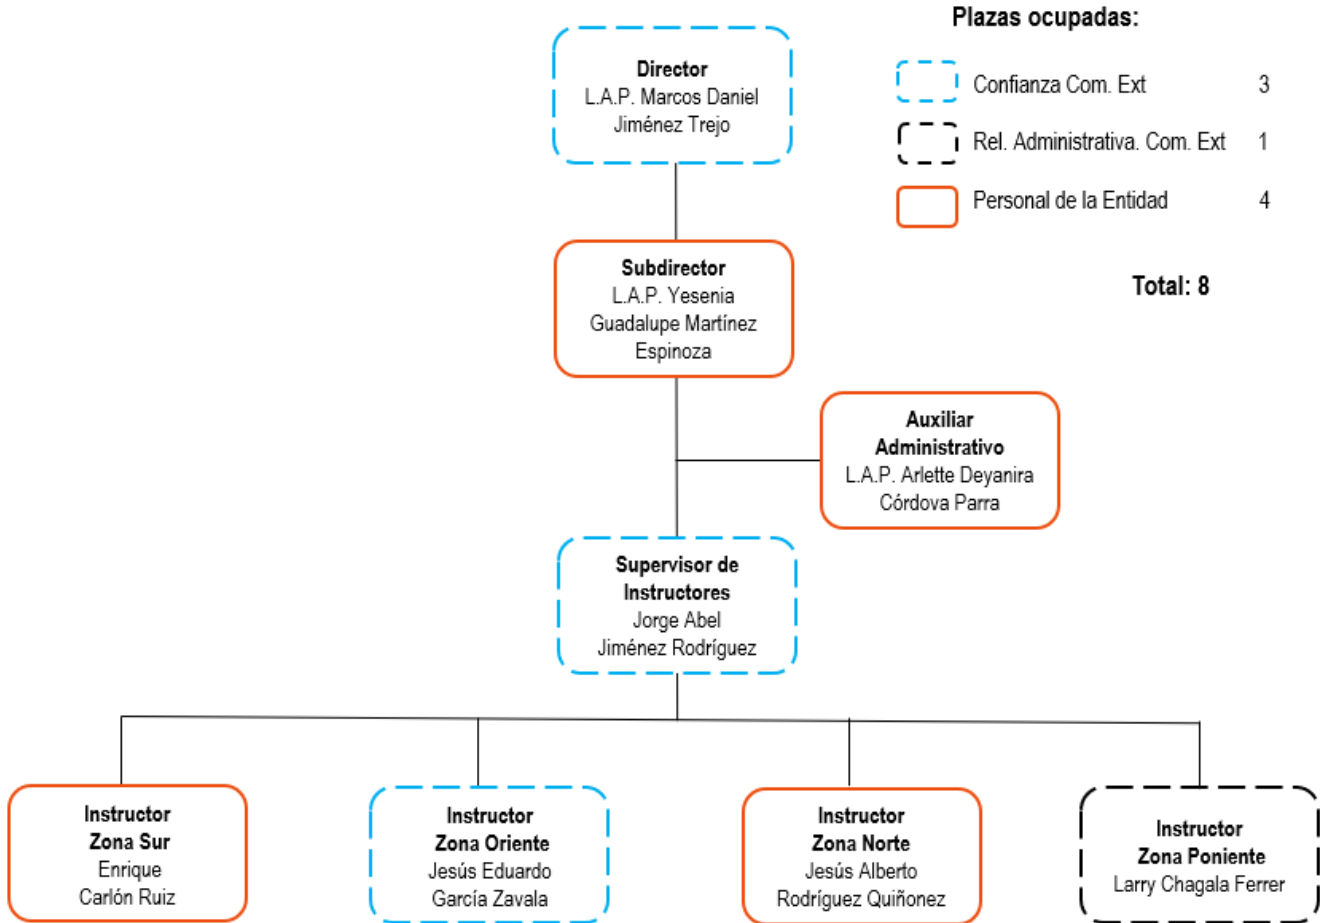 Plazas ocupadas:
Confianza Com. Ext 3
Rel. Administrativa. Com. Ext 1
Personal de la Entidad 4
Total: 8
Director
L.A.P. Marcos Daniel
Jiménez Trejo
Subdirector
L.A.P. Yesenia
Guadalupe Martínez
Espinoza
Auxiliar
Administrativo
L.A.P. Arlette Deyanira
Córdova Parra
Supervisor de
Instructores
Jorge Abel
Jiménez Rodríguez
Instructor
Zona Sur
Enrique
Carlón Ruiz
Instructor
Zona Oriente
Jesús Eduardo
García Zavala
Instructor
Zona Norte
Jesús Alberto
Rodríguez Quiñonez
Instructor
Zona Poniente
Larry Chagala Ferrer